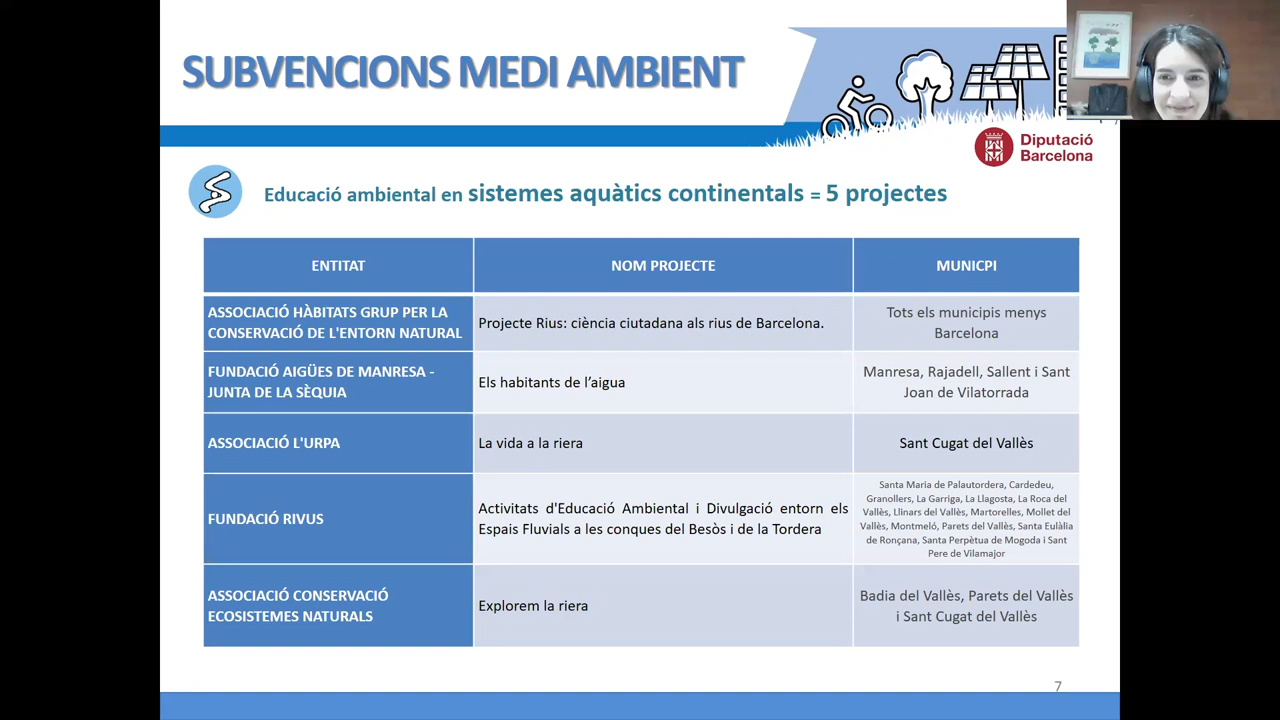 SUBVENCIONS MEDI AMBIENT
Diputació
Barcelona
Educació ambiental en sistemes aquàtics continentals = 5 projectes
ENTITAT
NOM PROJECTE
MUNICPI
ASSOCIACIÓ HÀBITATS GRUP PER LA
CONSERVACIÓ DE L'ENTORN NATURAL
Projecte Rius: ciència ciutadana als rius de Barcelona.
Tots els municipis menys
Barcelona
FUNDACIÓ AIGÜES DE MANRESA -
JUNTA DE LA SÈQUIA
Els habitants de l’aigua
Manresa, Rajadell, Sallent i Sant
Joan de Vilatorrada
ASSOCIACIÓ L'URPA
La vida a la riera
Sant Cugat del Vallès
FUNDACIÓ RIVUS
Activitats d'Educació Ambiental i Divulgació entorn els
Espais Fluvials a les conques del Besòs i de la Tordera
Santa Maria de Palautordera, Cardedeu,
Granollers, La Garriga, La Llagosta, La Roca del
Vallès, Llinars del Vallès, Martorelles, Mollet del
Vallès, Montmeló, Parets del Vallès, Santa Eulàlia
de Ronçana, Santa Perpètua de Mogoda i Sant
Pere de Vilamajor
ASSOCIACIÓ CONSERVACIÓ
ECOSISTEMES NATURALS
Explorem la riera
Badia del Vallès, Parets del Vallès
i Sant Cugat del Vallès
7